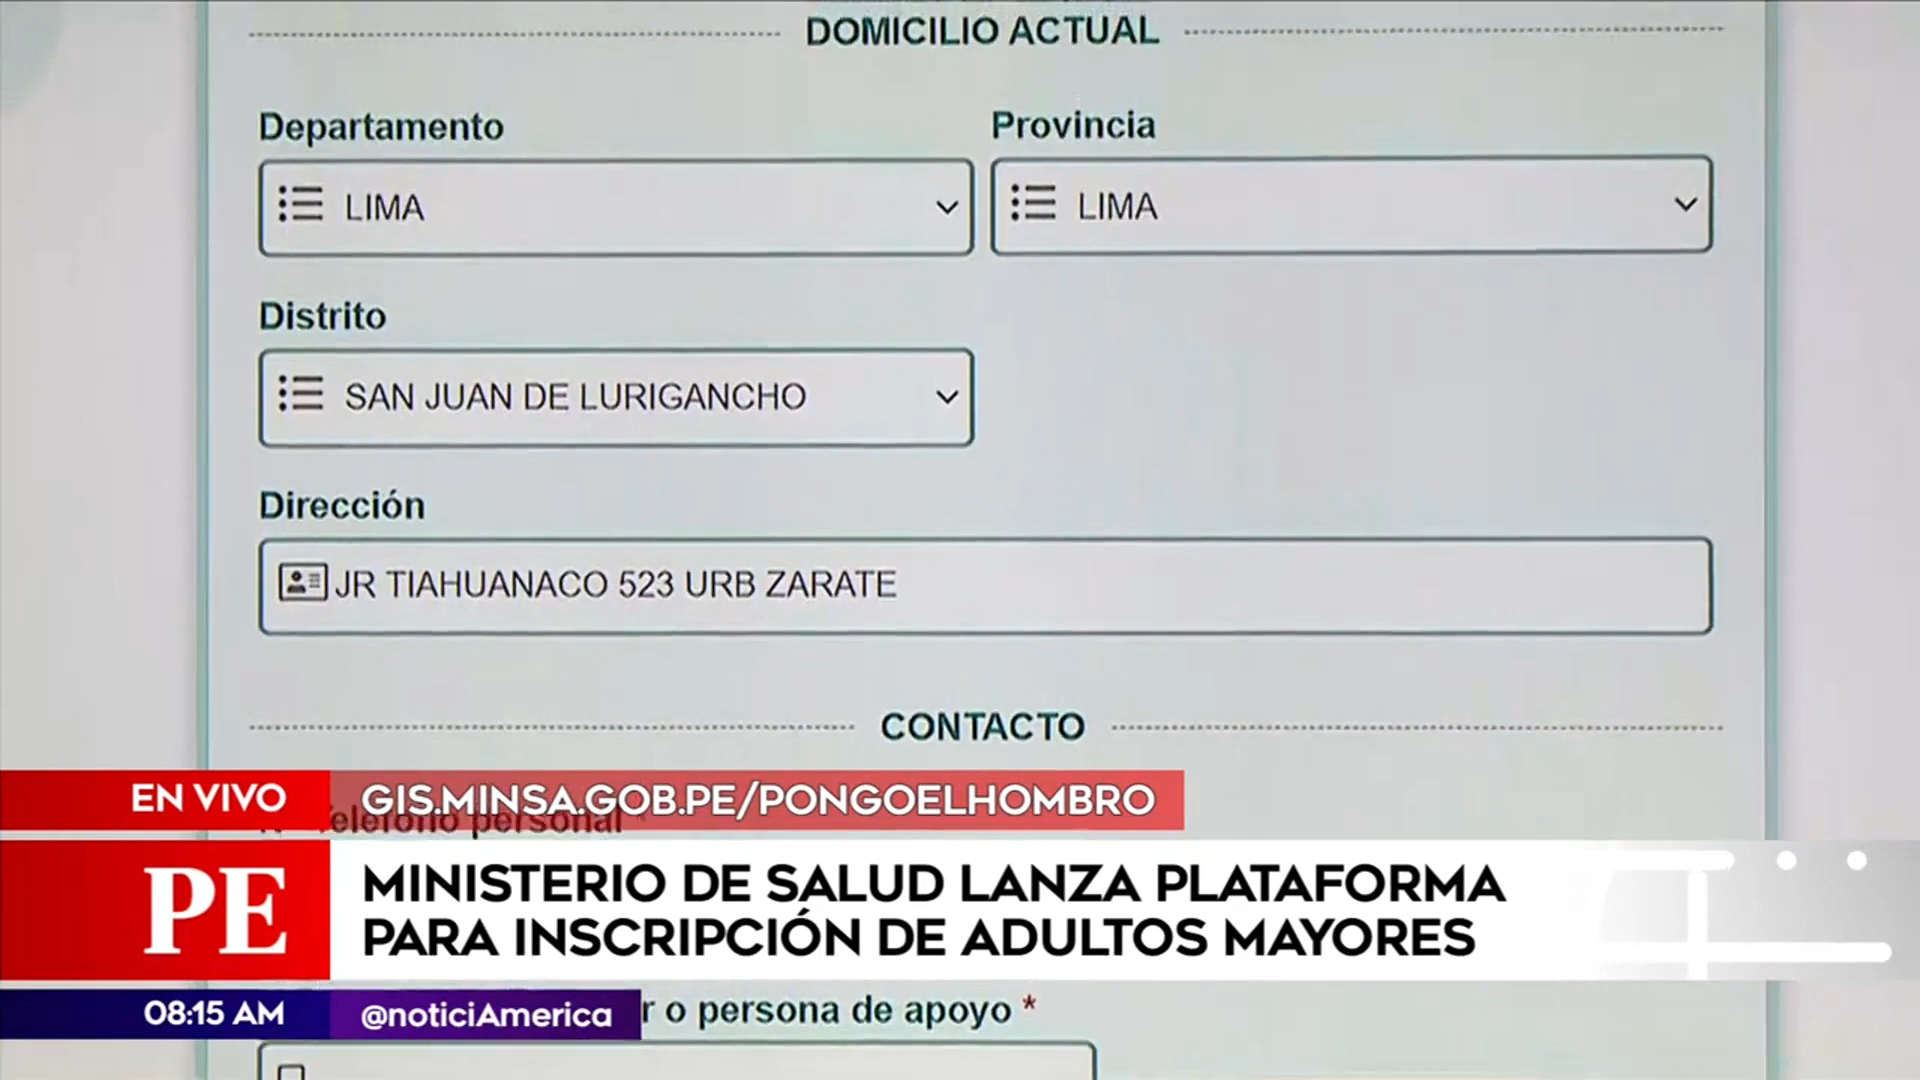 DOMICILIO ACTUAL
Departamento
Provincia
LIMA
LIMA
Distrito
SAN JUAN DE LURIGANCHO
Dirección
JR TIAHUANACO 523 URB ZARATE
CONTACTO
EN VIVO
GIS.MINSA.GOB.PE/PONGOELHOMBRO
Teléfono personal *
PE
MINISTERIO DE SALUD LANZA PLATAFORMA
PARA INSCRIPCIÓN DE ADULTOS MAYORES
08:15 AM
@noticiAmerica
r o persona de apoyo *